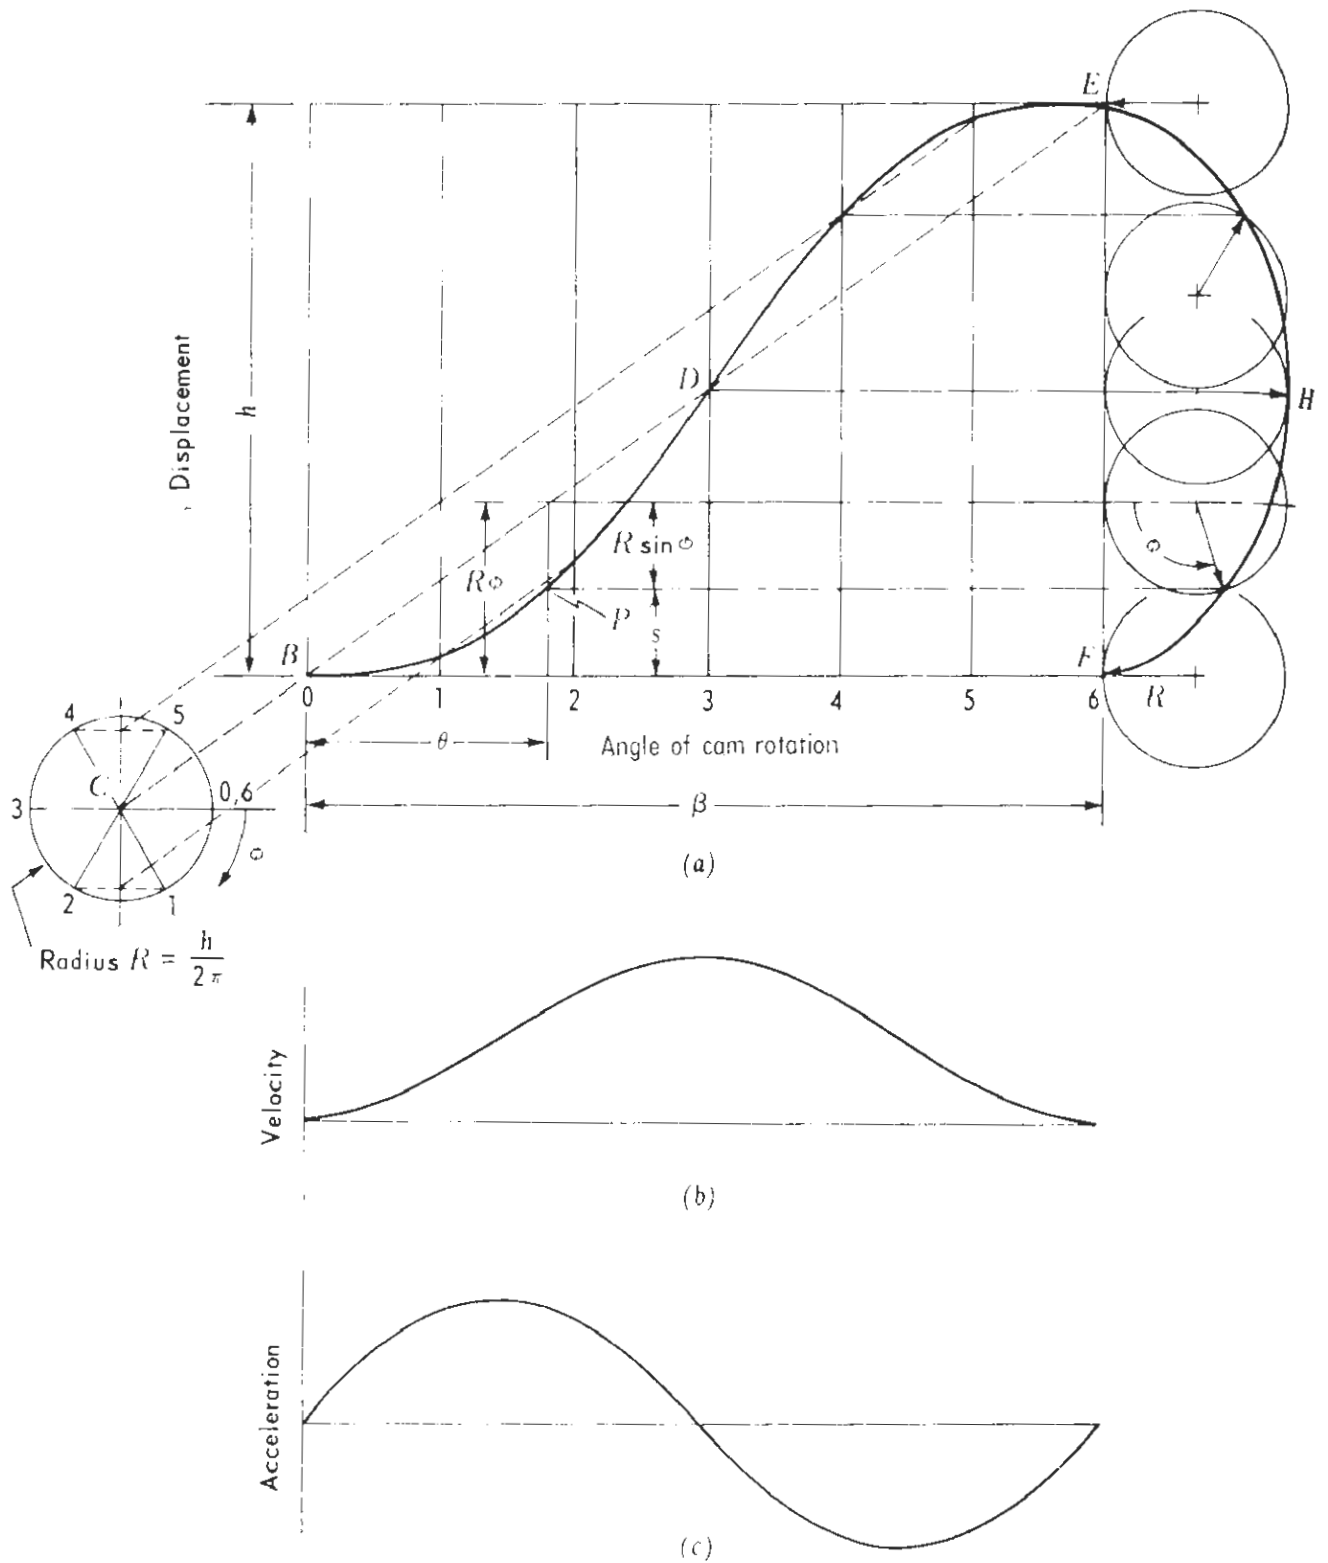 E
H
D
Displacement
h
R sin φ
Rφ
φ
P
s
B
F
R
0 1 2 3 4 5 6
θ
Angle of cam rotation
β
4 5
C
3 0,6
φ
2 1
Radius R = h / 2π
(a)
Velocity
(b)
Acceleration
(c)